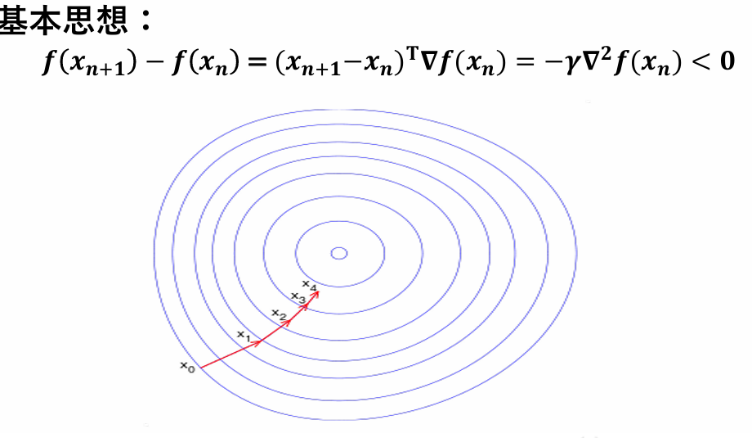 基本思想：
f(xₙ₊₁) − f(xₙ) = (xₙ₊₁−xₙ)ᵀ∇f(xₙ) = −γ∇²f(xₙ) < 0
x₄
x₃
x₂
x₁
x₀